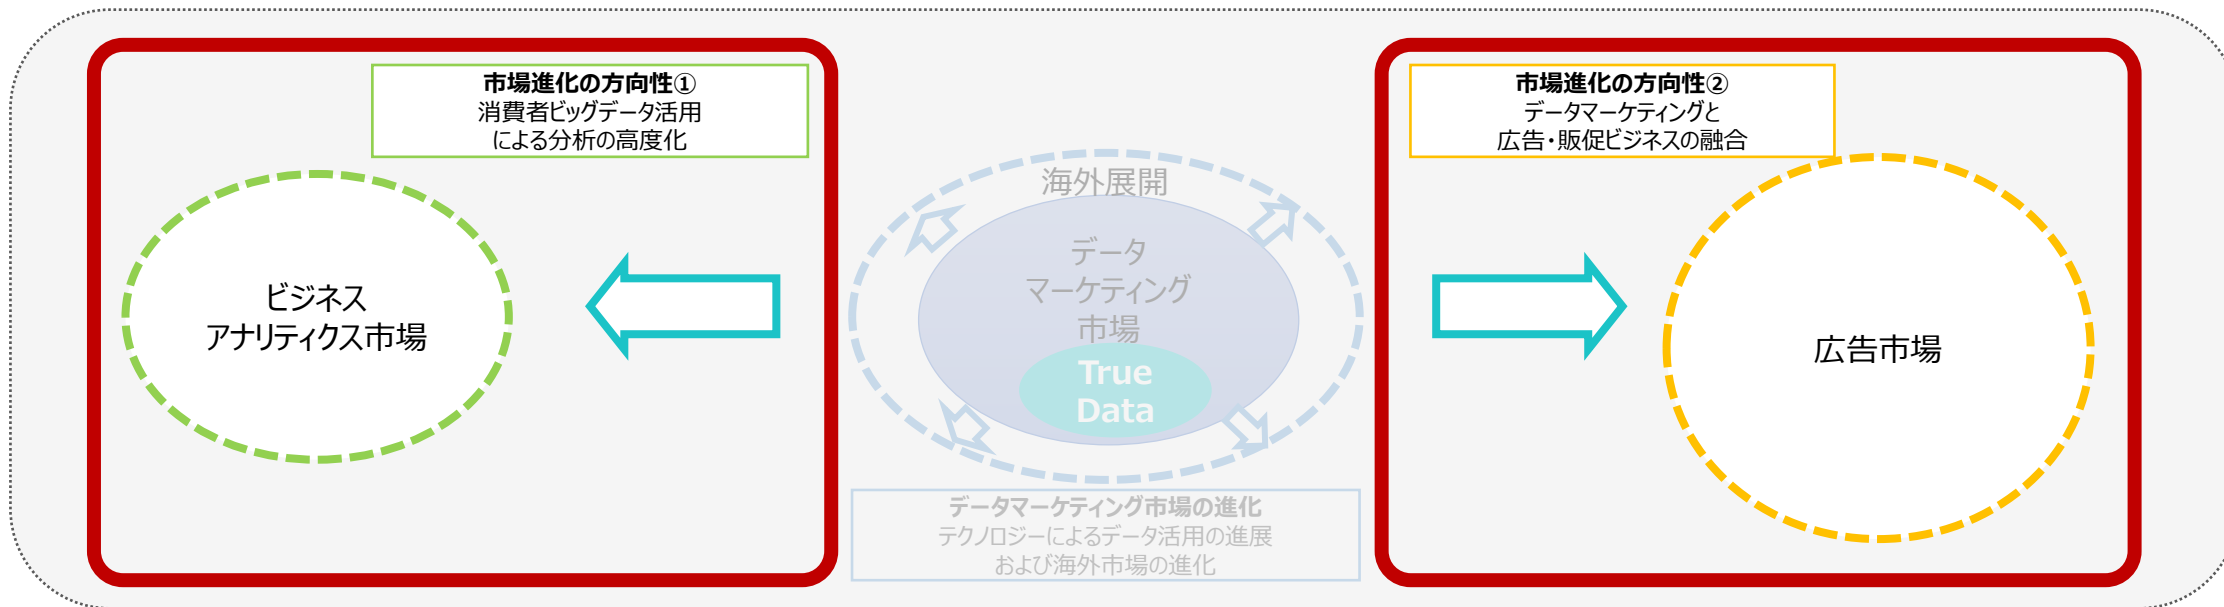 市場進化の方向性①
消費者ビッグデータ活用
による分析の高度化
ビジネス
アナリティクス市場
海外展開
データ
マーケティング
市場
True
Data
データマーケティング市場の進化
テクノロジーによるデータ活用の進展
および海外市場の進化
市場進化の方向性②
データマーケティングと
広告・販促ビジネスの融合
広告市場